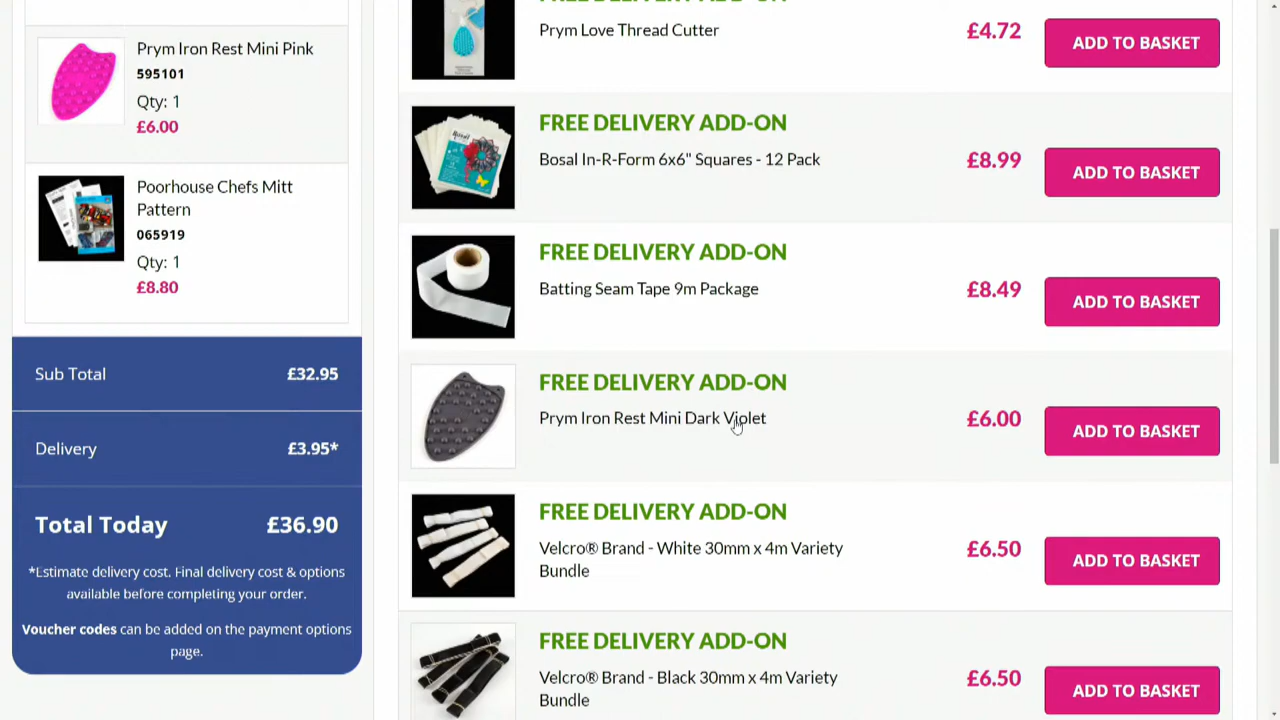 Prym Iron Rest Mini Pink
595101
Qty: 1
£6.00
Poorhouse Chefs Mitt
Pattern
065919
Qty: 1
£8.80
Sub Total £32.95
Delivery £3.95*
Total Today £36.90
*Estimate delivery cost. Final delivery cost & options
available before completing your order.
Voucher codes can be added on the payment options
page.
Prym Love Thread Cutter £4.72 ADD TO BASKET
FREE DELIVERY ADD-ON
Bosal In-R-Form 6x6" Squares - 12 Pack £8.99 ADD TO BASKET
FREE DELIVERY ADD-ON
Batting Seam Tape 9m Package £8.49 ADD TO BASKET
FREE DELIVERY ADD-ON
Prym Iron Rest Mini Dark Violet £6.00 ADD TO BASKET
FREE DELIVERY ADD-ON
Velcro® Brand - White 30mm x 4m Variety £6.50 ADD TO BASKET
Bundle
FREE DELIVERY ADD-ON
Velcro® Brand - Black 30mm x 4m Variety £6.50 ADD TO BASKET
Bundle